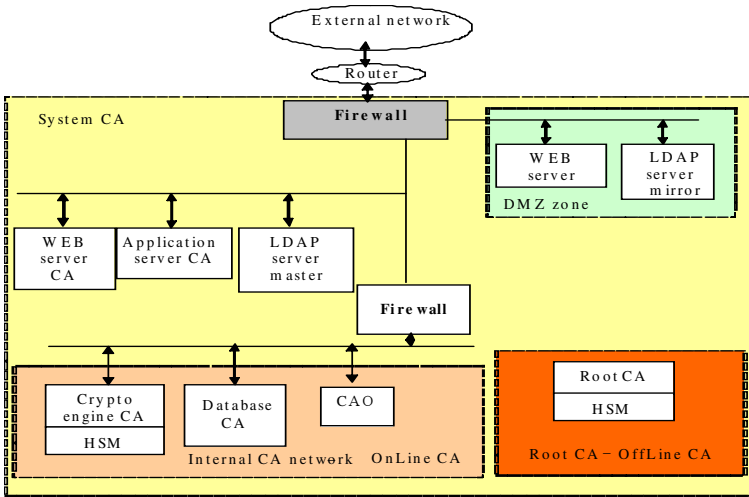 External network
Router
System CA
Firewall
WEB
server
LDAP
server
mirror
DMZ zone
WEB
server
CA
Application
server CA
LDAP
server
master
Firewall
Crypto
engine CA
HSM
Database
CA
CAO
Internal CA network OnLine CA
Root CA
HSM
Root CA – OffLine CA